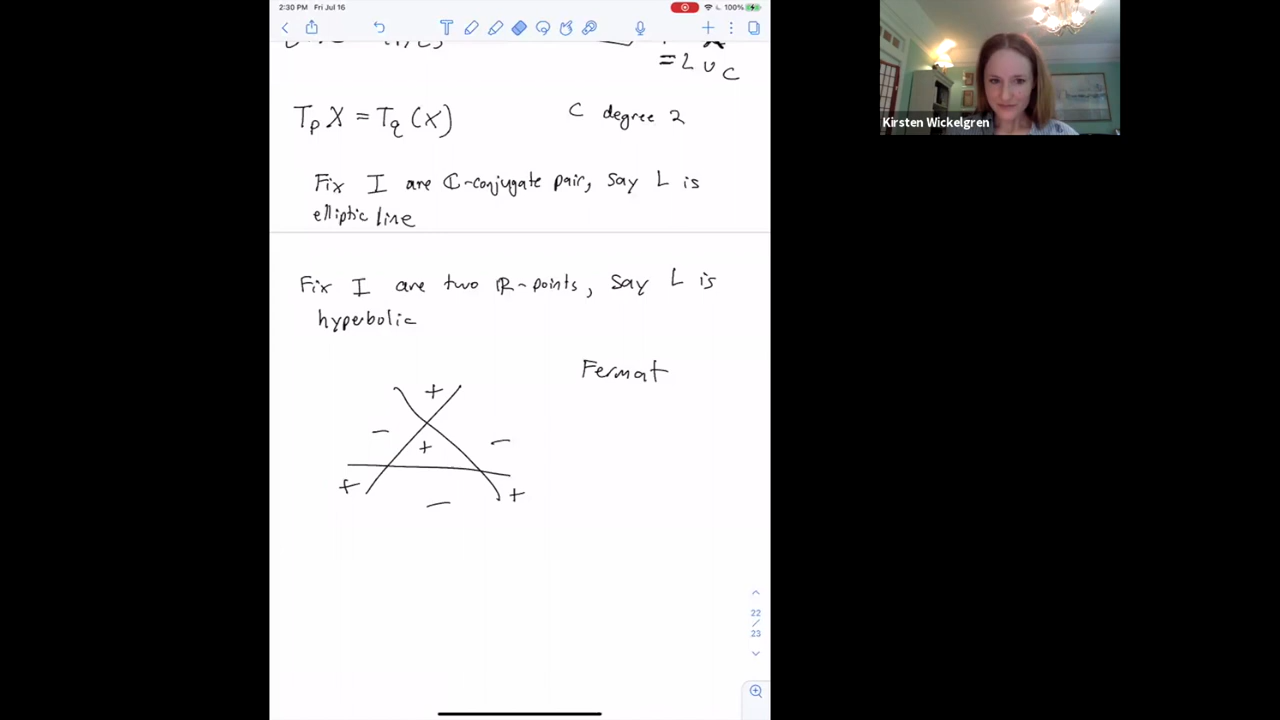 2:30 PM Fri Jul 16
100%
= L ∪ C
TpX = Tq(X)
C degree 2
Fix I are ℂ-conjugate pair, say L is
elliptic line
Fix I are two ℝ-points, say L is
hyperbolic
Fermat
+
− + −
+ − +
22
/
23
Kirsten Wickelgren